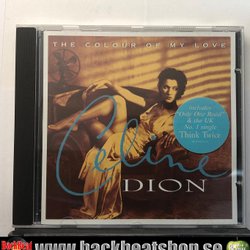 THE COLOUR OF MY LOVE
includes
"Only One Road"
& the UK
No. 1 single
Think Twice
Celine
DION
www.backbeatshop.se